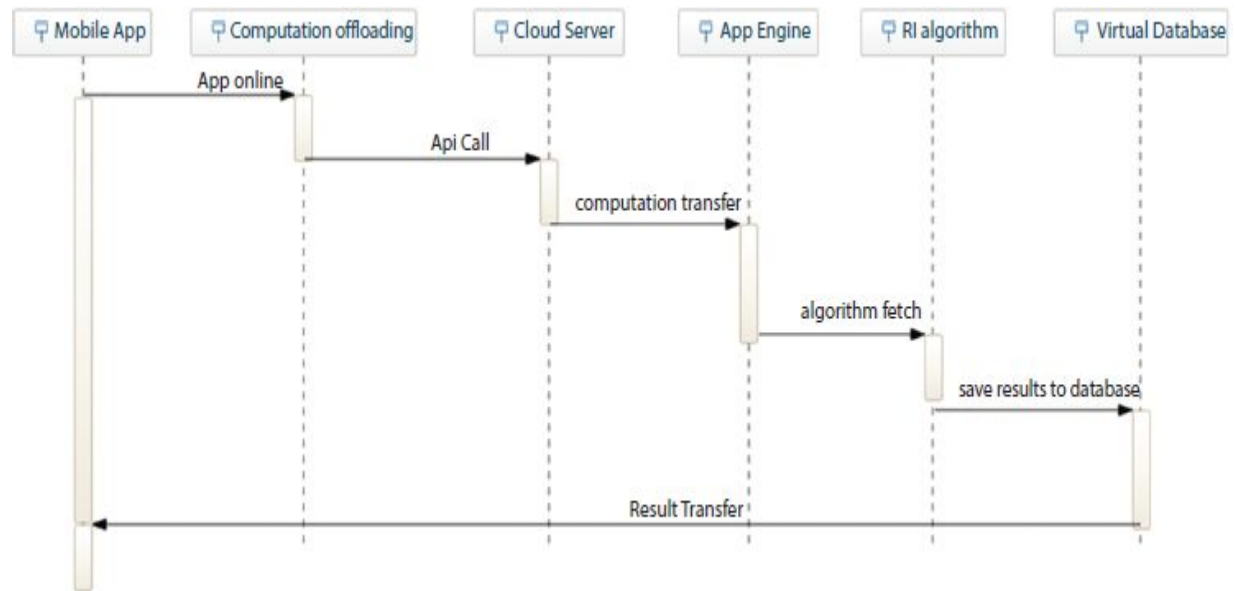 Mobile App
Computation offloading
Cloud Server
App Engine
RI algorithm
Virtual Database
App online
Api Call
computation transfer
algorithm fetch
save results to database
Result Transfer